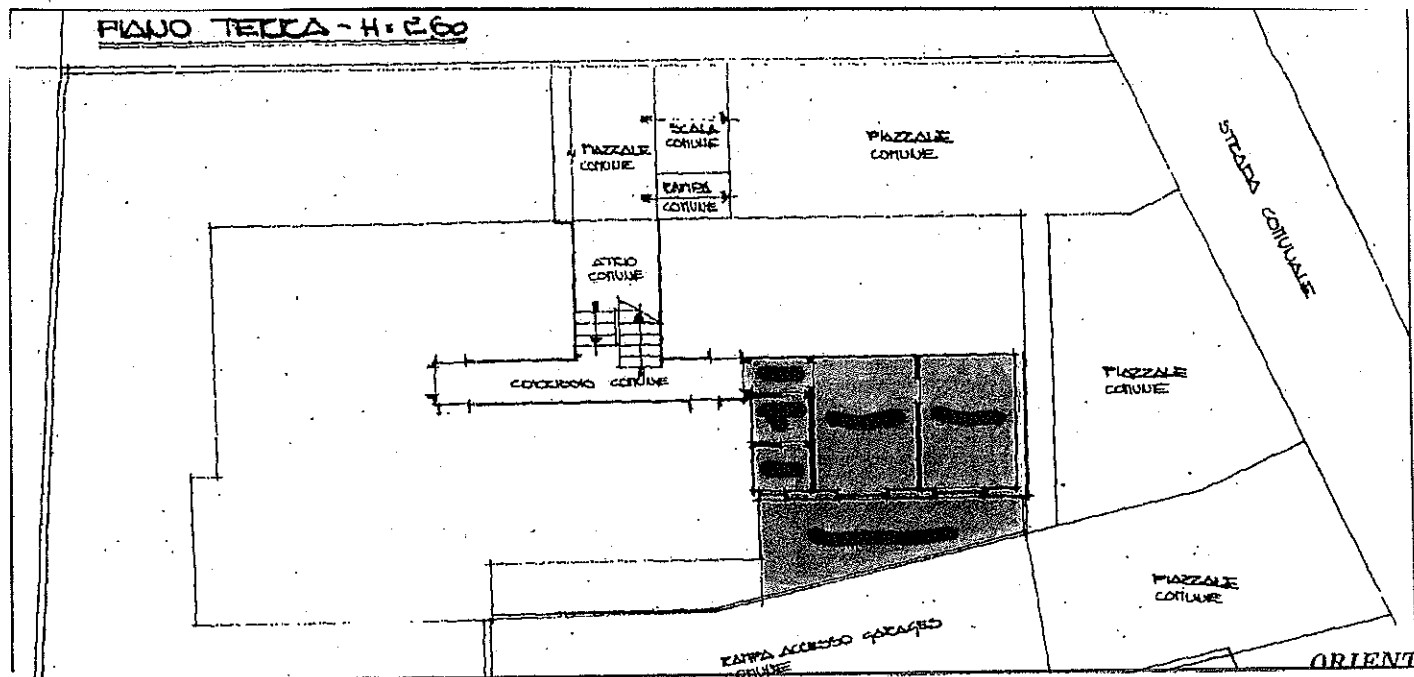 PIANO TERRA - H= 2.60
SCALA
COMUNE
PIAZZALE
COMUNE
PIAZZALE
COMUNE
RAMPA
COMUNE
STRADA COMUNALE
ATRIO
COMUNE
CORRIDOIO COMUNE
PIAZZALE
COMUNE
PIAZZALE
COMUNE
RAMPA ACCESSO GARAGES
COMUNE
ORIENT